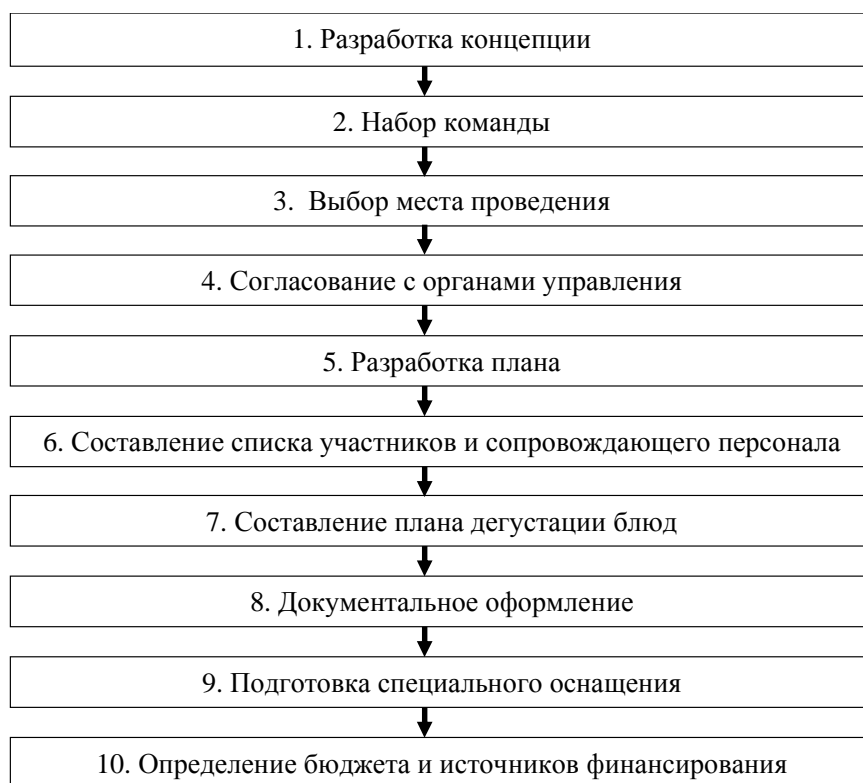 1. Разработка концепции
2. Набор команды
3. Выбор места проведения
4. Согласование с органами управления
5. Разработка плана
6. Составление списка участников и сопровождающего персонала
7. Составление плана дегустации блюд
8. Документальное оформление
9. Подготовка специального оснащения
10. Определение бюджета и источников финансирования